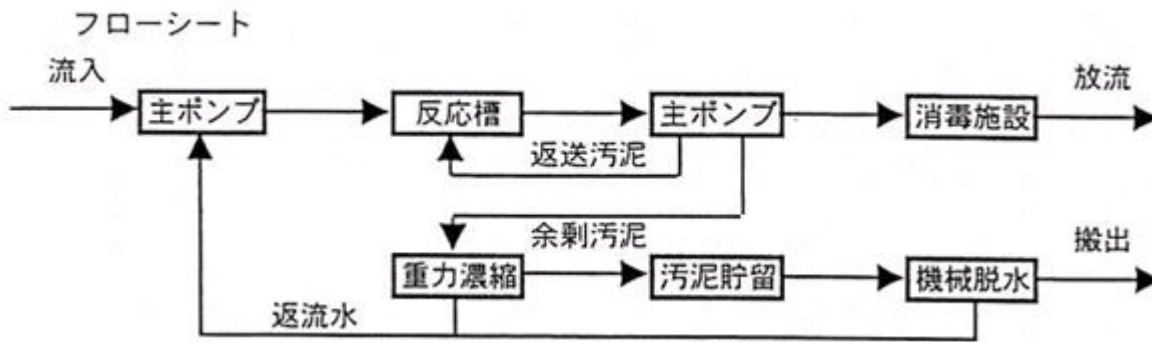 フローシート
流入
放流
主ポンプ
反応槽
主ポンプ
消毒施設
返送汚泥
余剰汚泥
搬出
重力濃縮
汚泥貯留
機械脱水
返流水